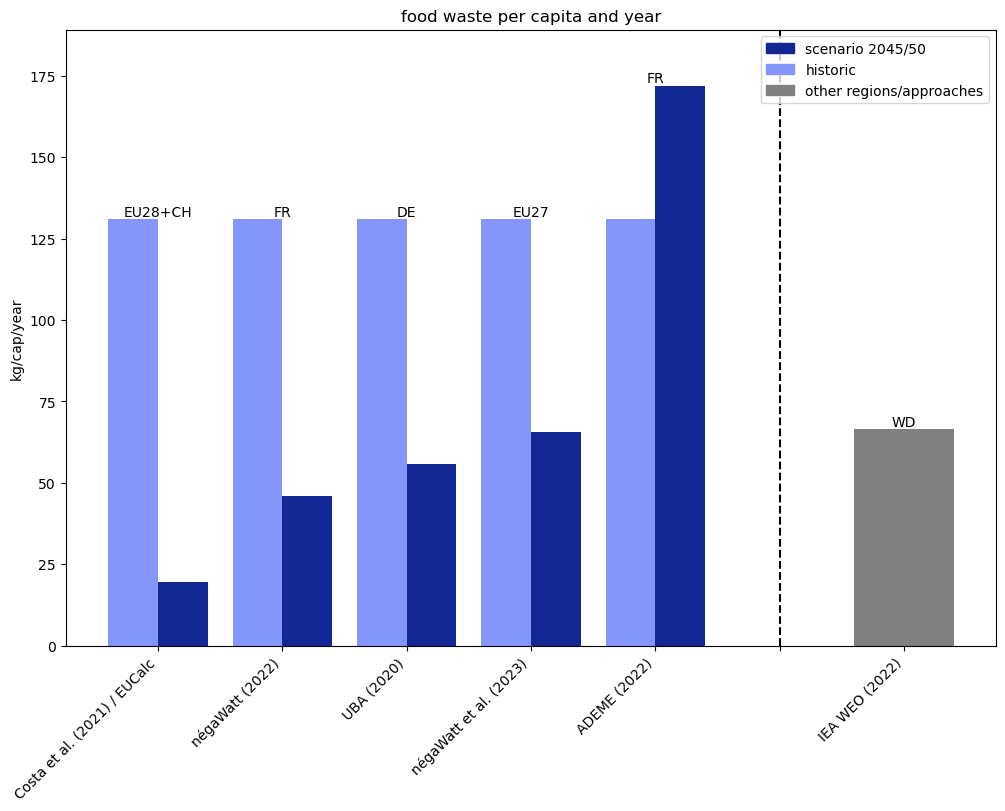 food waste per capita and year
scenario 2045/50
historic
other regions/approaches
kg/cap/year
175
150
125
100
75
50
25
0
EU28+CH
FR
DE
EU27
FR
WD
Costa et al. (2021) / EUCalc
négaWatt (2022)
UBA (2020)
négaWatt et al. (2023)
ADEME (2022)
IEA WEO (2022)